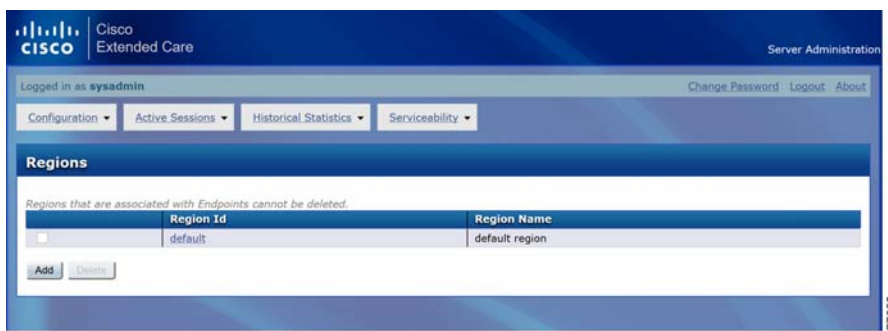 Cisco
Extended Care
CISCO
Server Administration
Logged in as sysadmin
Change Password Logout About
Configuration Active Sessions Historical Statistics Serviceability
Regions
Regions that are associated with Endpoints cannot be deleted.
Region Id Region Name
default default region
Add Delete